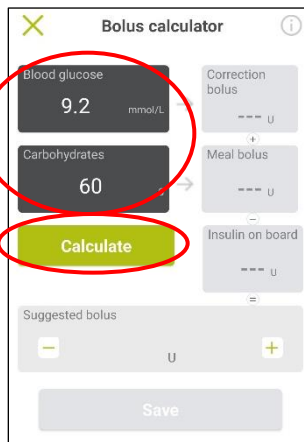 Bolus calculator
Blood glucose
9.2 mmol/L
Correction
bolus
--- U
+
Carbohydrates
60
Meal bolus
--- U
−
Calculate
Insulin on board
--- U
=
Suggested bolus
− U +
Save